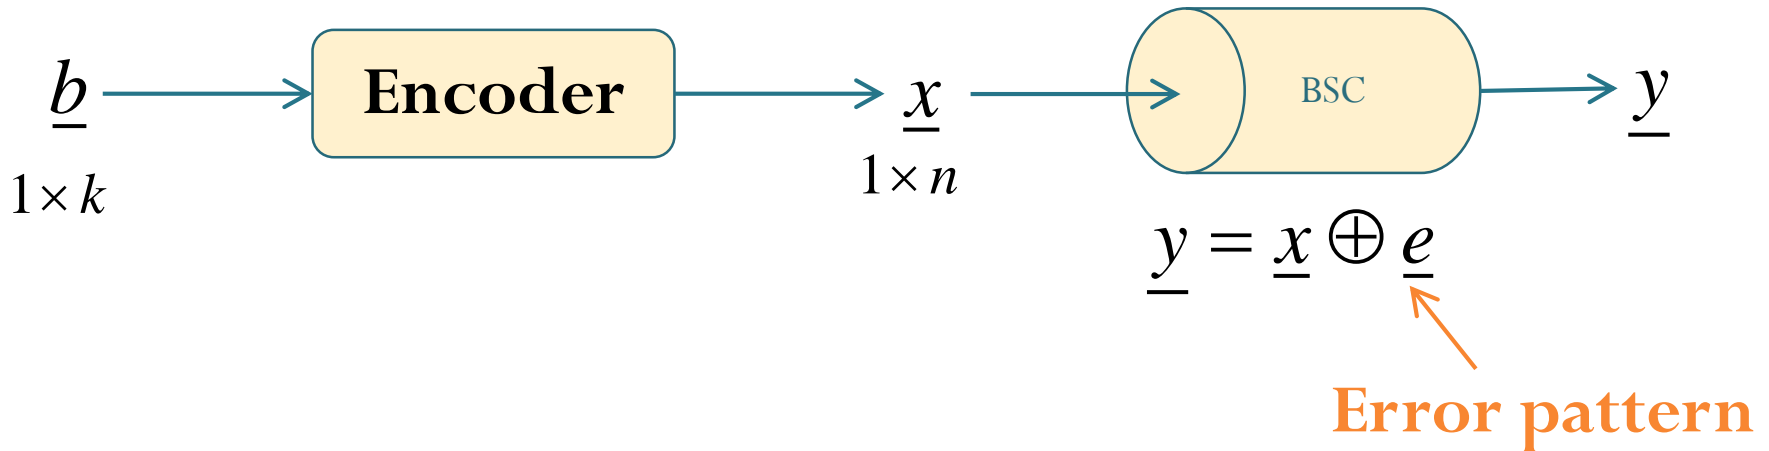 b Encoder x BSC y
1×k 1×n
y = x ⊕ e
Error pattern